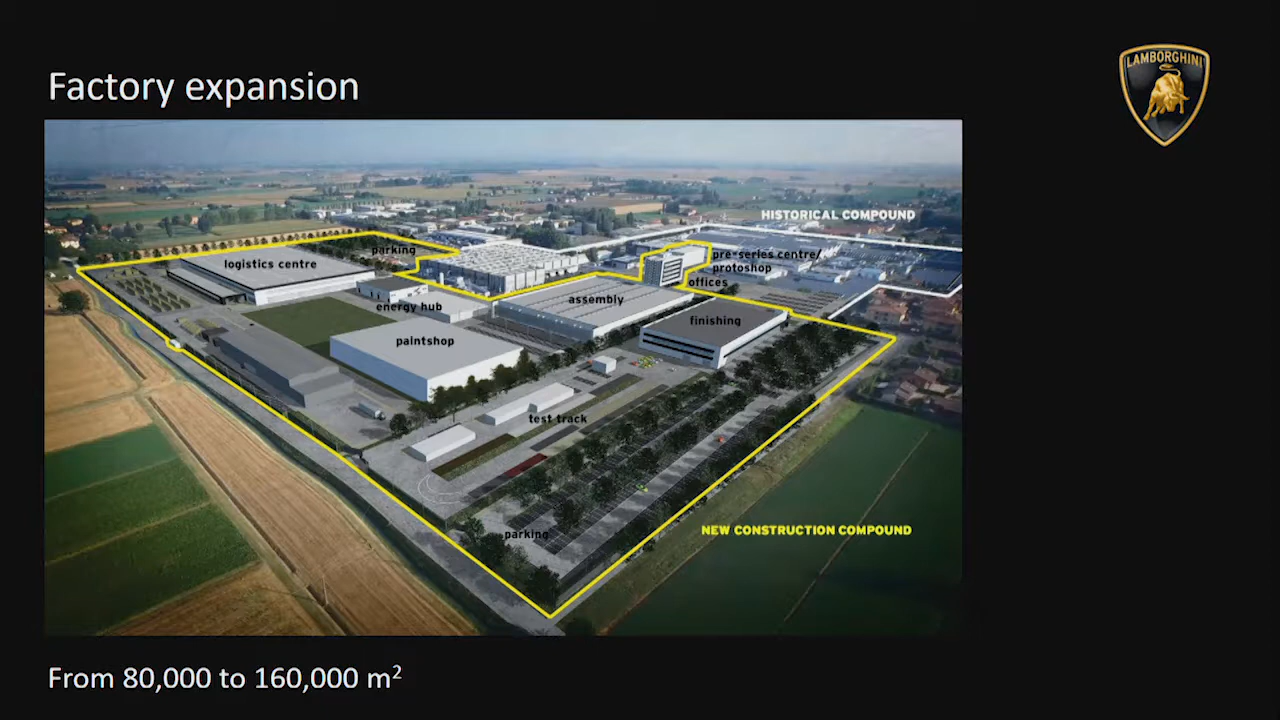 Factory expansion
LAMBORGHINI
HISTORICAL COMPOUND
parking
logistics centre
pre-series centre/
protoshop
offices
assembly
energy hub
finishing
paintshop
test track
parking
NEW CONSTRUCTION COMPOUND
From 80,000 to 160,000 m²